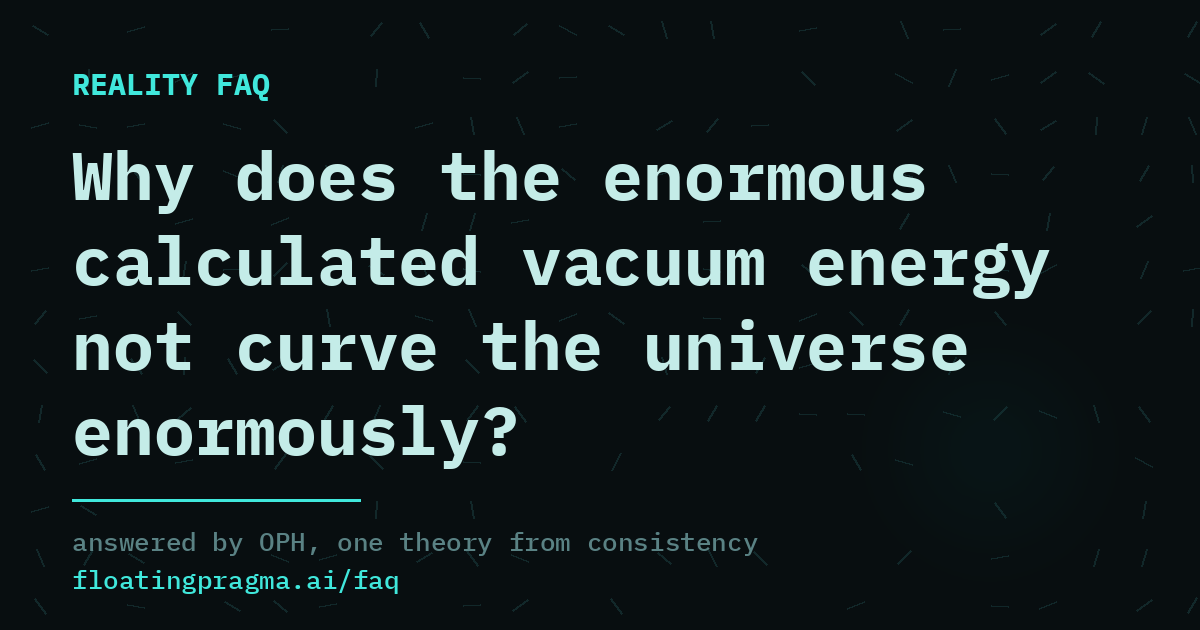 REALITY FAQ
Why does the enormous
calculated vacuum energy
not curve the universe
enormously?
answered by OPH, one theory from consistency
floatingpragma.ai/faq